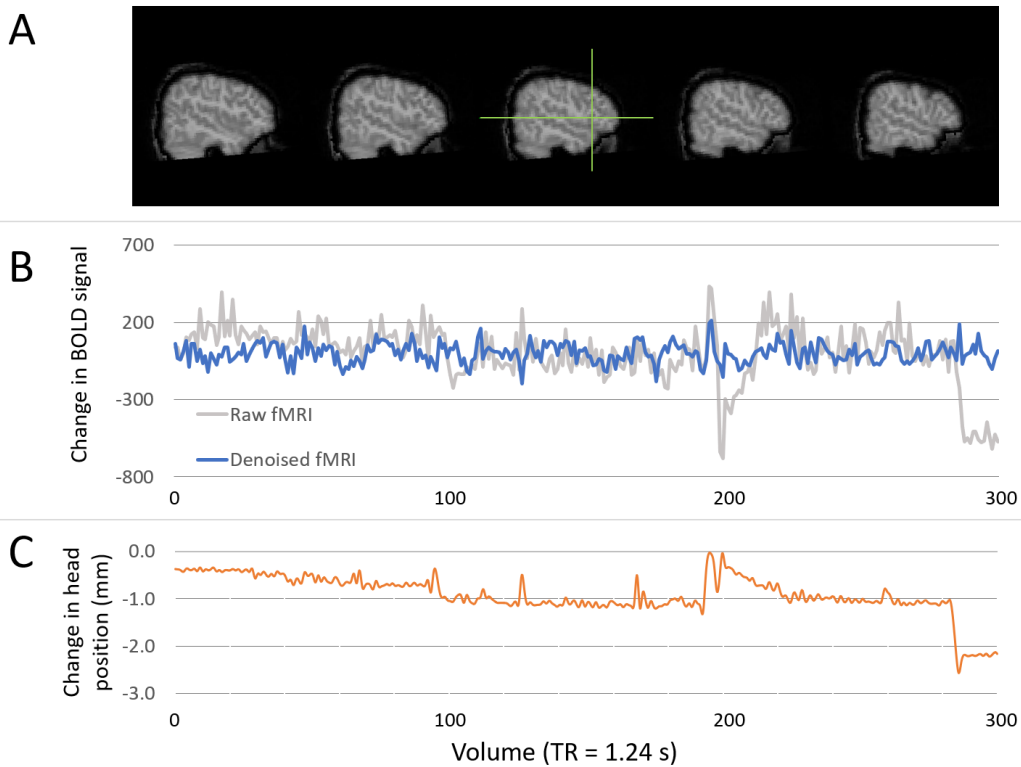 A
B
Change in BOLD signal
700
200
-300
-800
Raw fMRI
Denoised fMRI
0
100
200
300
C
Change in head
position (mm)
0.0
-1.0
-2.0
-3.0
0
100
200
300
Volume (TR = 1.24 s)